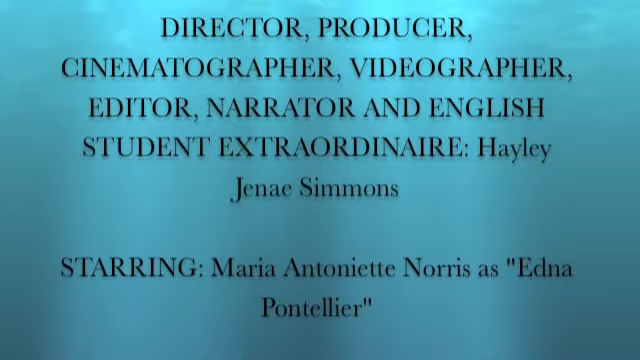 DIRECTOR, PRODUCER,
CINEMATOGRAPHER, VIDEOGRAPHER,
EDITOR, NARRATOR AND ENGLISH
STUDENT EXTRAORDINAIRE: Hayley
Jenae Simmons
STARRING: Maria Antoniette Norris as "Edna
Pontellier"